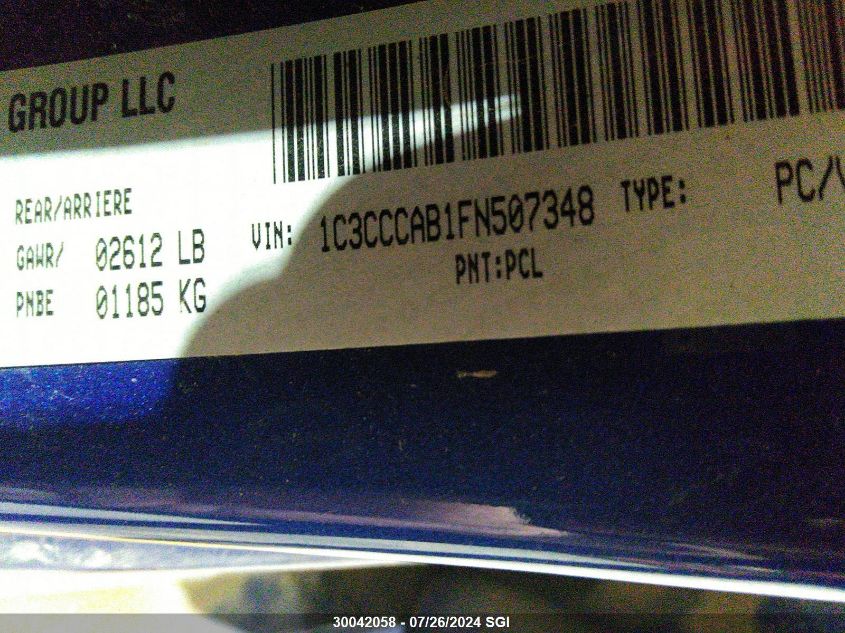 GROUP LLC
REAR/ARRIERE
GAWR/ 02612 LB
PNBE 01185 KG
VIN: 1C3CCCAB1FN507348 TYPE: PC/
PNT:PCL
30042058 - 07/26/2024 SGI